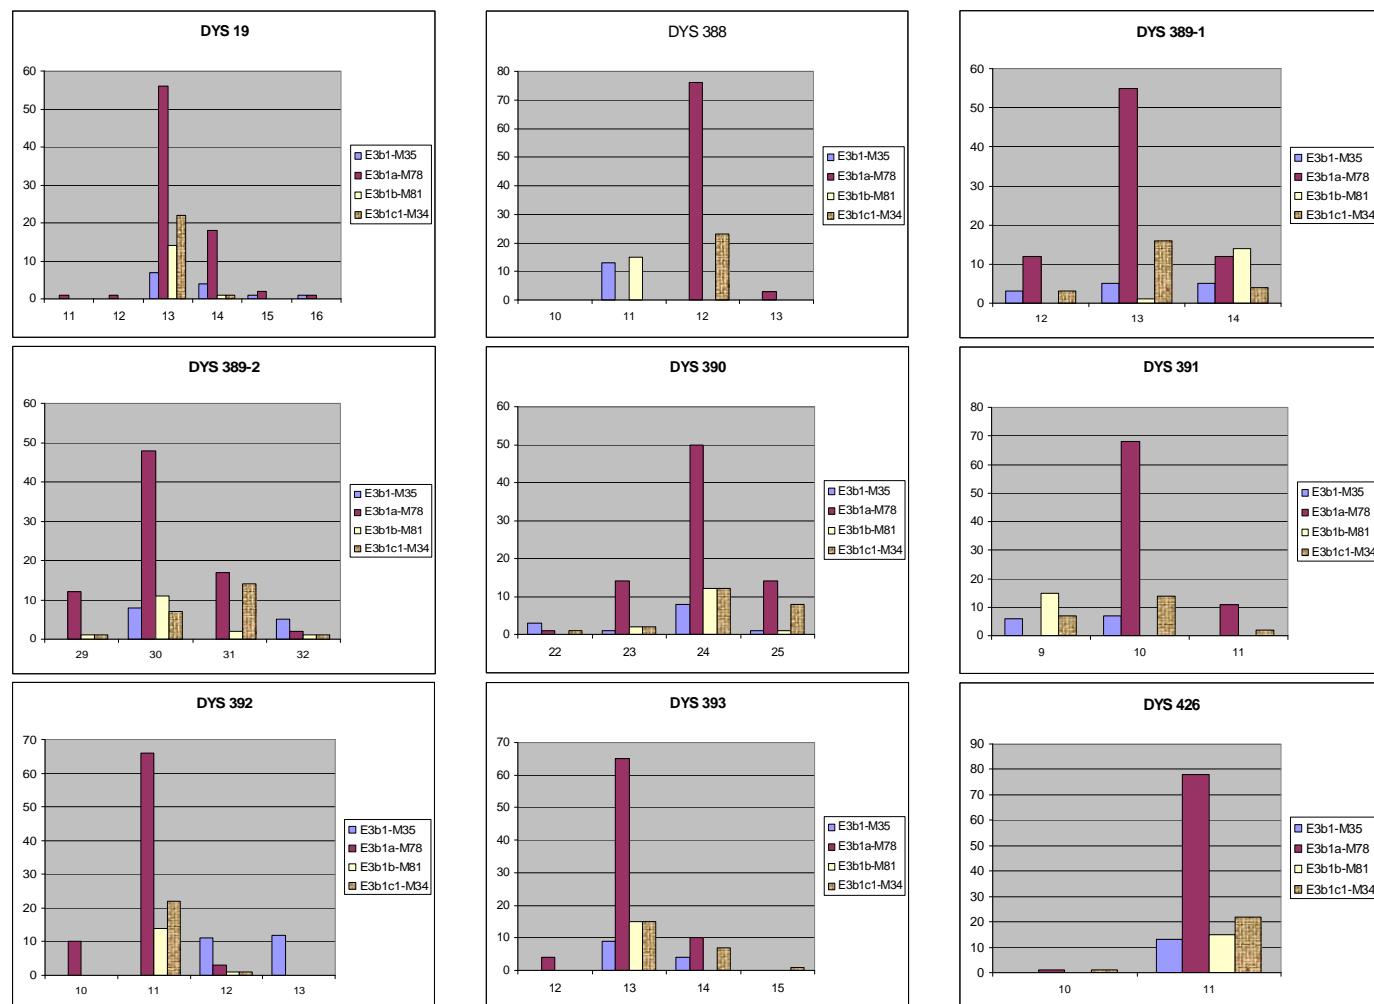 DYS 19
60
50
40
30
20
10
0
11 12 13 14 15 16
E3b1-M35
E3b1a-M78
E3b1b-M81
E3b1c1-M34
DYS 388
80
70
60
50
40
30
20
10
0
10 11 12 13
E3b1-M35
E3b1a-M78
E3b1b-M81
E3b1c1-M34
DYS 389-1
60
50
40
30
20
10
0
12 13 14
E3b1-M35
E3b1a-M78
E3b1b-M81
E3b1c1-M34
DYS 389-2
60
50
40
30
20
10
0
29 30 31 32
E3b1-M35
E3b1a-M78
E3b1b-M81
E3b1c1-M34
DYS 390
60
50
40
30
20
10
0
22 23 24 25
E3b1-M35
E3b1a-M78
E3b1b-M81
E3b1c1-M34
DYS 391
80
70
60
50
40
30
20
10
0
9 10 11
E3b1-M35
E3b1a-M78
E3b1b-M81
E3b1c1-M34
DYS 392
70
60
50
40
30
20
10
0
10 11 12 13
E3b1-M35
E3b1a-M78
E3b1b-M81
E3b1c1-M34
DYS 393
70
60
50
40
30
20
10
0
12 13 14 15
E3b1-M35
E3b1a-M78
E3b1b-M81
E3b1c1-M34
DYS 426
90
80
70
60
50
40
30
20
10
0
10 11
E3b1-M35
E3b1a-M78
E3b1b-M81
E3b1c1-M34